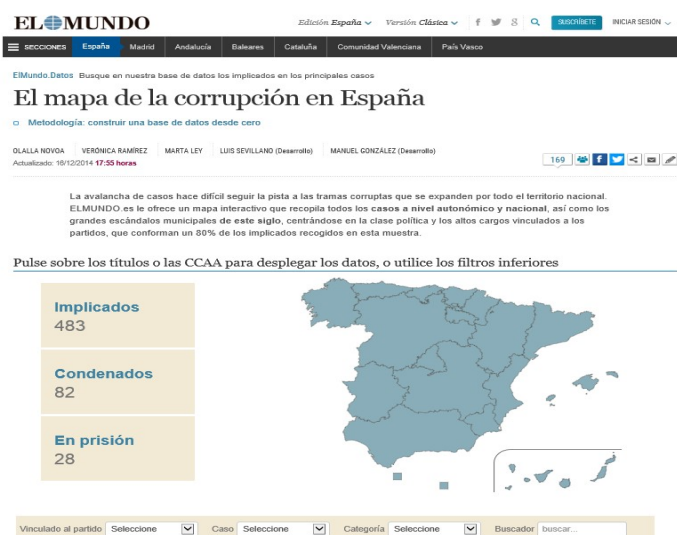 EL MUNDO
Edición España Versión Clásica SUSCRÍBETE INICIAR SESIÓN
SECCIONES España Madrid Andalucía Baleares Cataluña Comunidad Valenciana País Vasco
ElMundo.Datos Busque en nuestra base de datos los implicados en los principales casos
El mapa de la corrupción en España
Metodología: construir una base de datos desde cero
OLALLA NOVOA VERÓNICA RAMÍREZ MARTA LEY LUIS SEVILLANO (Desarrollo) MANUEL GONZÁLEZ (Desarrollo)
Actualizado: 16/12/2014 17:55 horas
169
La avalancha de casos hace difícil seguir la pista a las tramas corruptas que se expanden por todo el territorio nacional.
ELMUNDO.es le ofrece un mapa interactivo que recopila todos los casos a nivel autonómico y nacional, así como los
grandes escándalos municipales de este siglo, centrándose en la clase política y los altos cargos vinculados a los
partidos, que conforman un 80% de los implicados recogidos en esta muestra.
Pulse sobre los títulos o las CCAA para desplegar los datos, o utilice los filtros inferiores
Implicados
483
Condenados
82
En prisión
28
Vinculado al partido Seleccione Caso Seleccione Categoría Seleccione Buscador buscar...